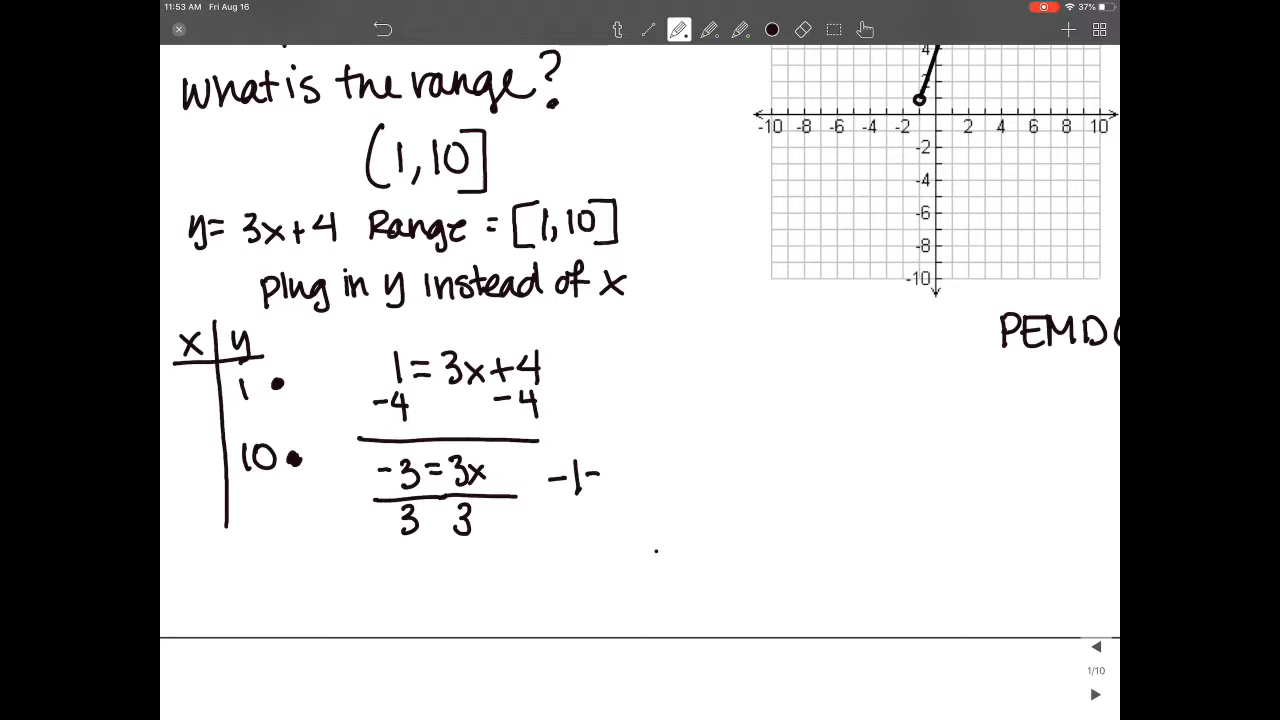 11:53 AM Fri Aug 16
37%
What is the range?
(1, 10]
y = 3x + 4 Range = [1, 10]
plug in y instead of x
x y
1
10
1 = 3x + 4
-4 -4
-3 = 3x
3 3
-1=
4
2
-10 -8 -6 -4 -2 2 4 6 8 10
-2
-4
-6
-8
-10
PEMD
1/10